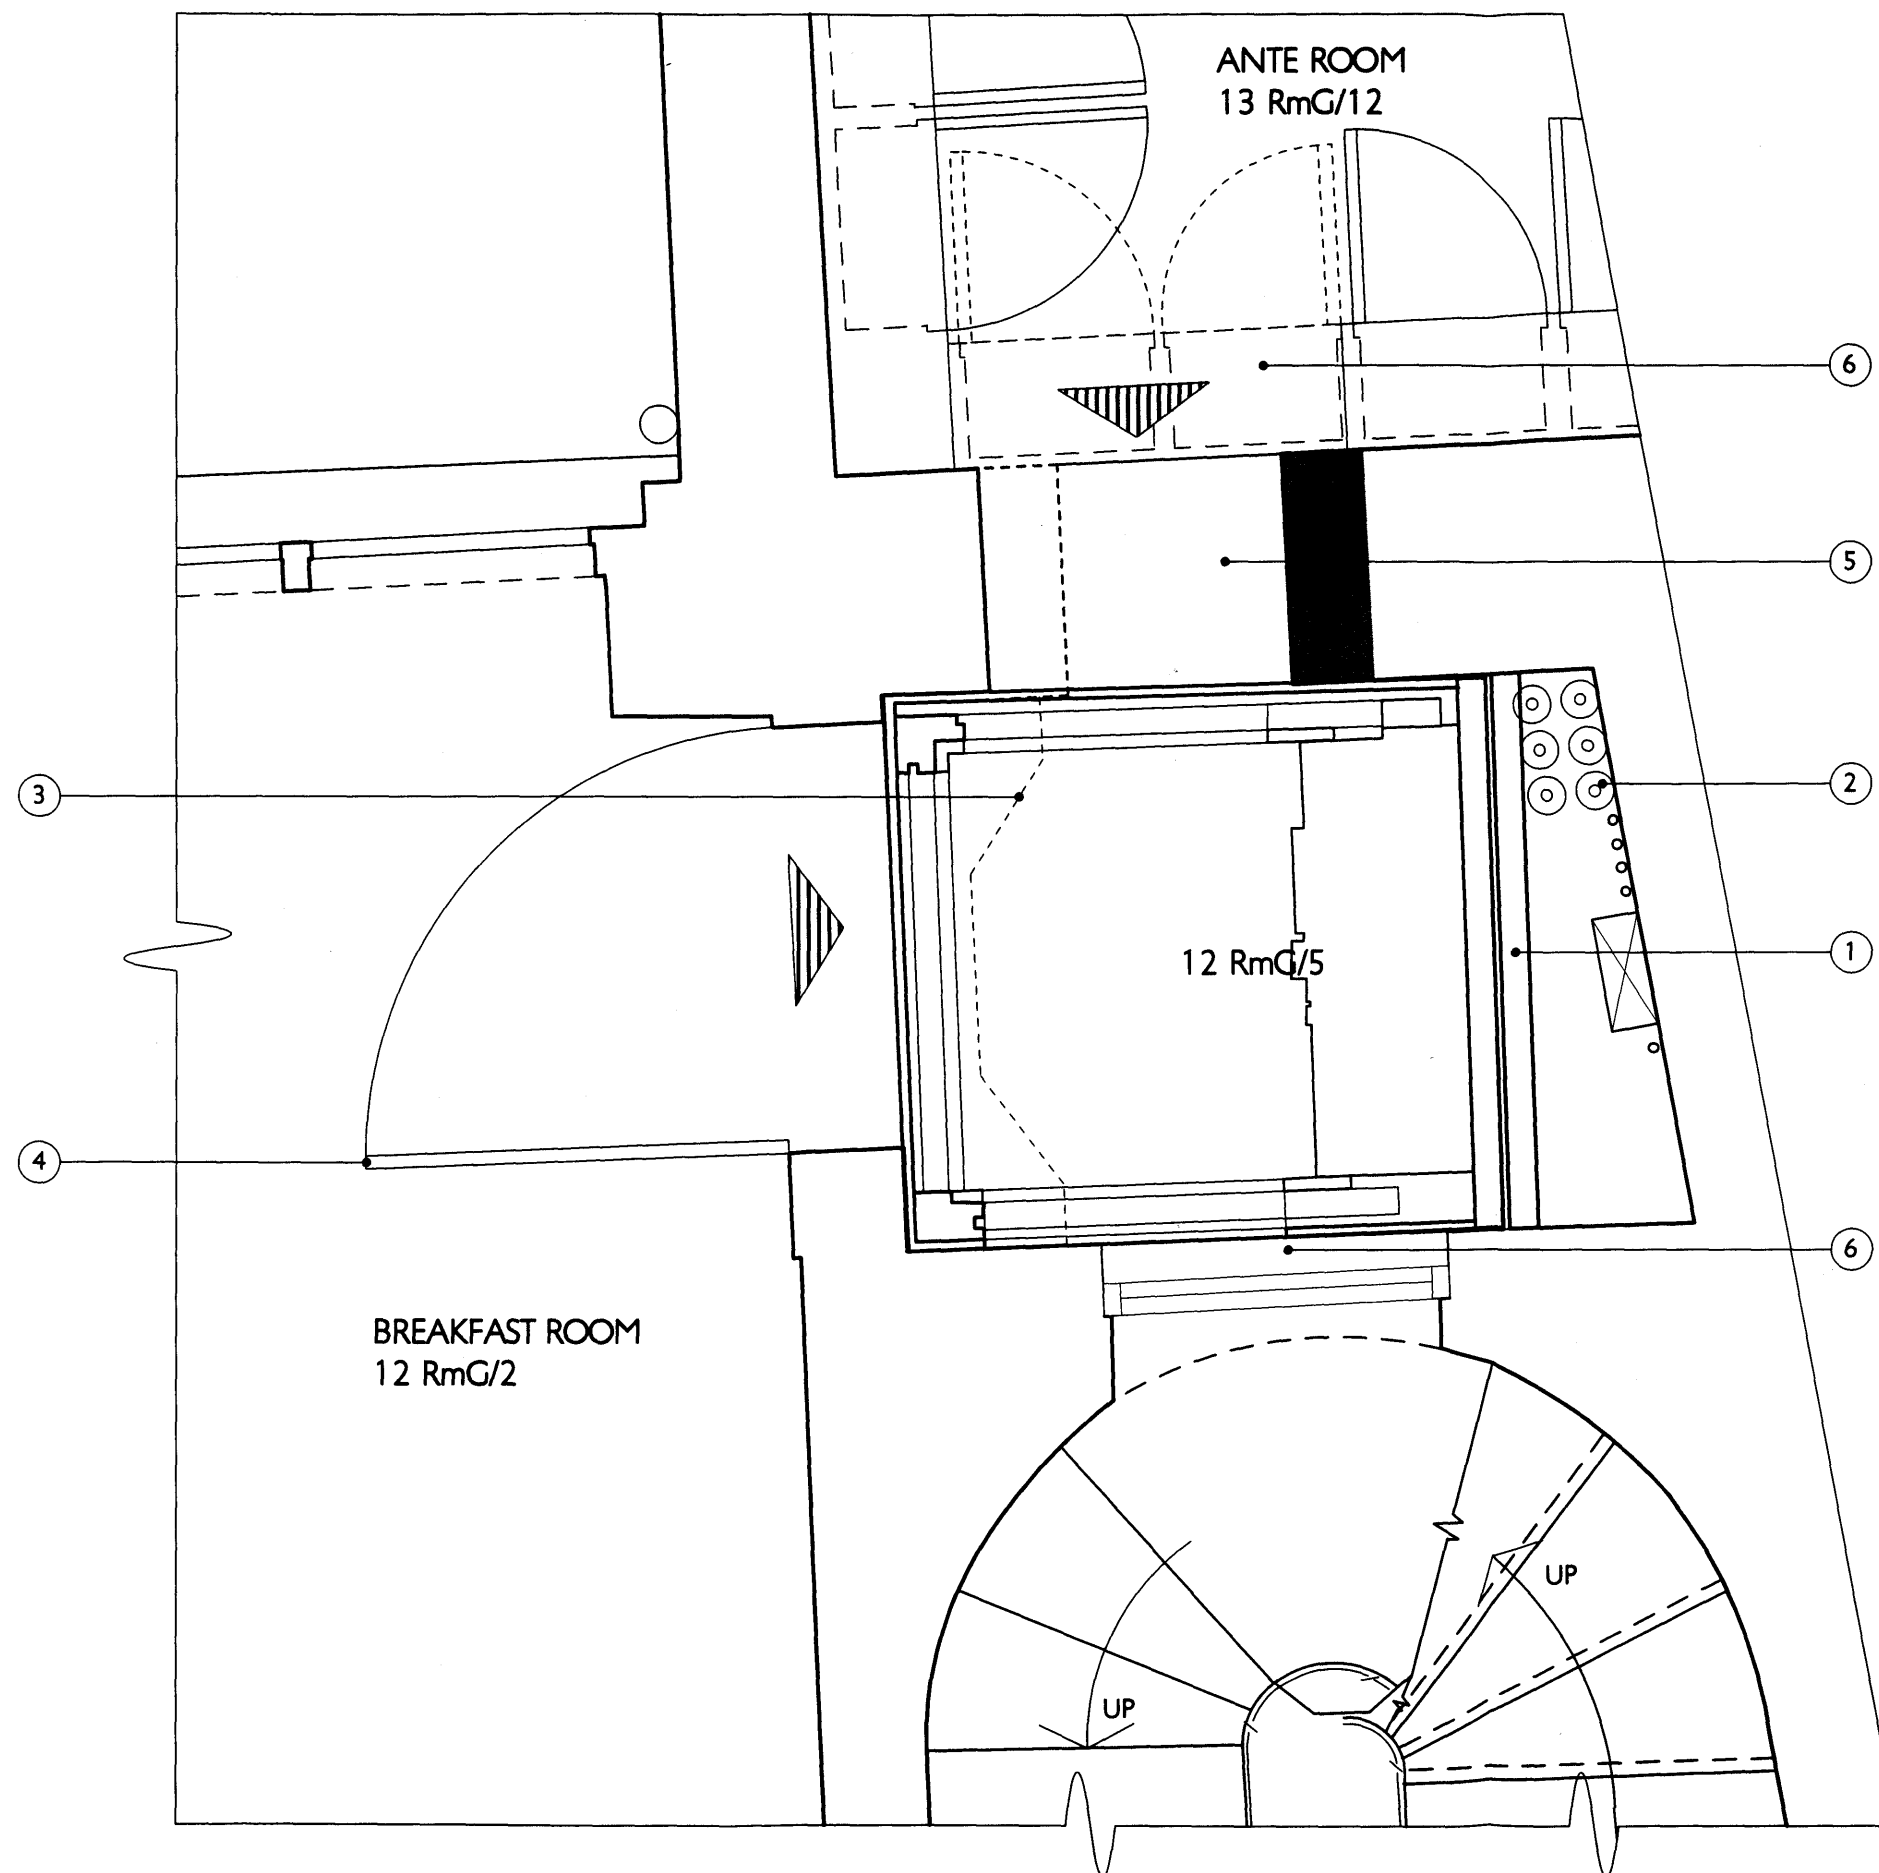 ANTE ROOM
13 RmG/12
6
5
3
2
12 RmG/5
1
4
6
BREAKFAST ROOM
12 RmG/2
UP
UP